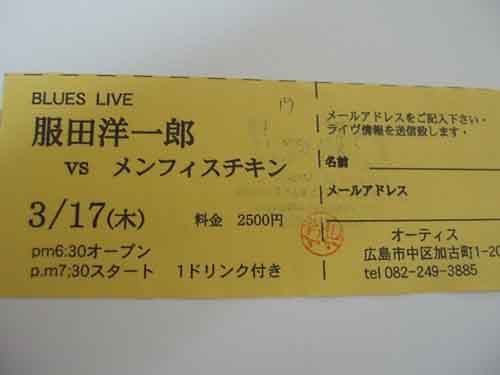 BLUES LIVE
服田洋一郎
vs メンフィスチキン
3/17(木) 料金 2500円
pm6:30オープン
p.m7:30スタート 1ドリンク付き
メールアドレスをご記入下さい・
ライヴ情報を送信致します・
名前
メールアドレス
オーティス
広島市中区加古町1-20
tel 082-249-3885